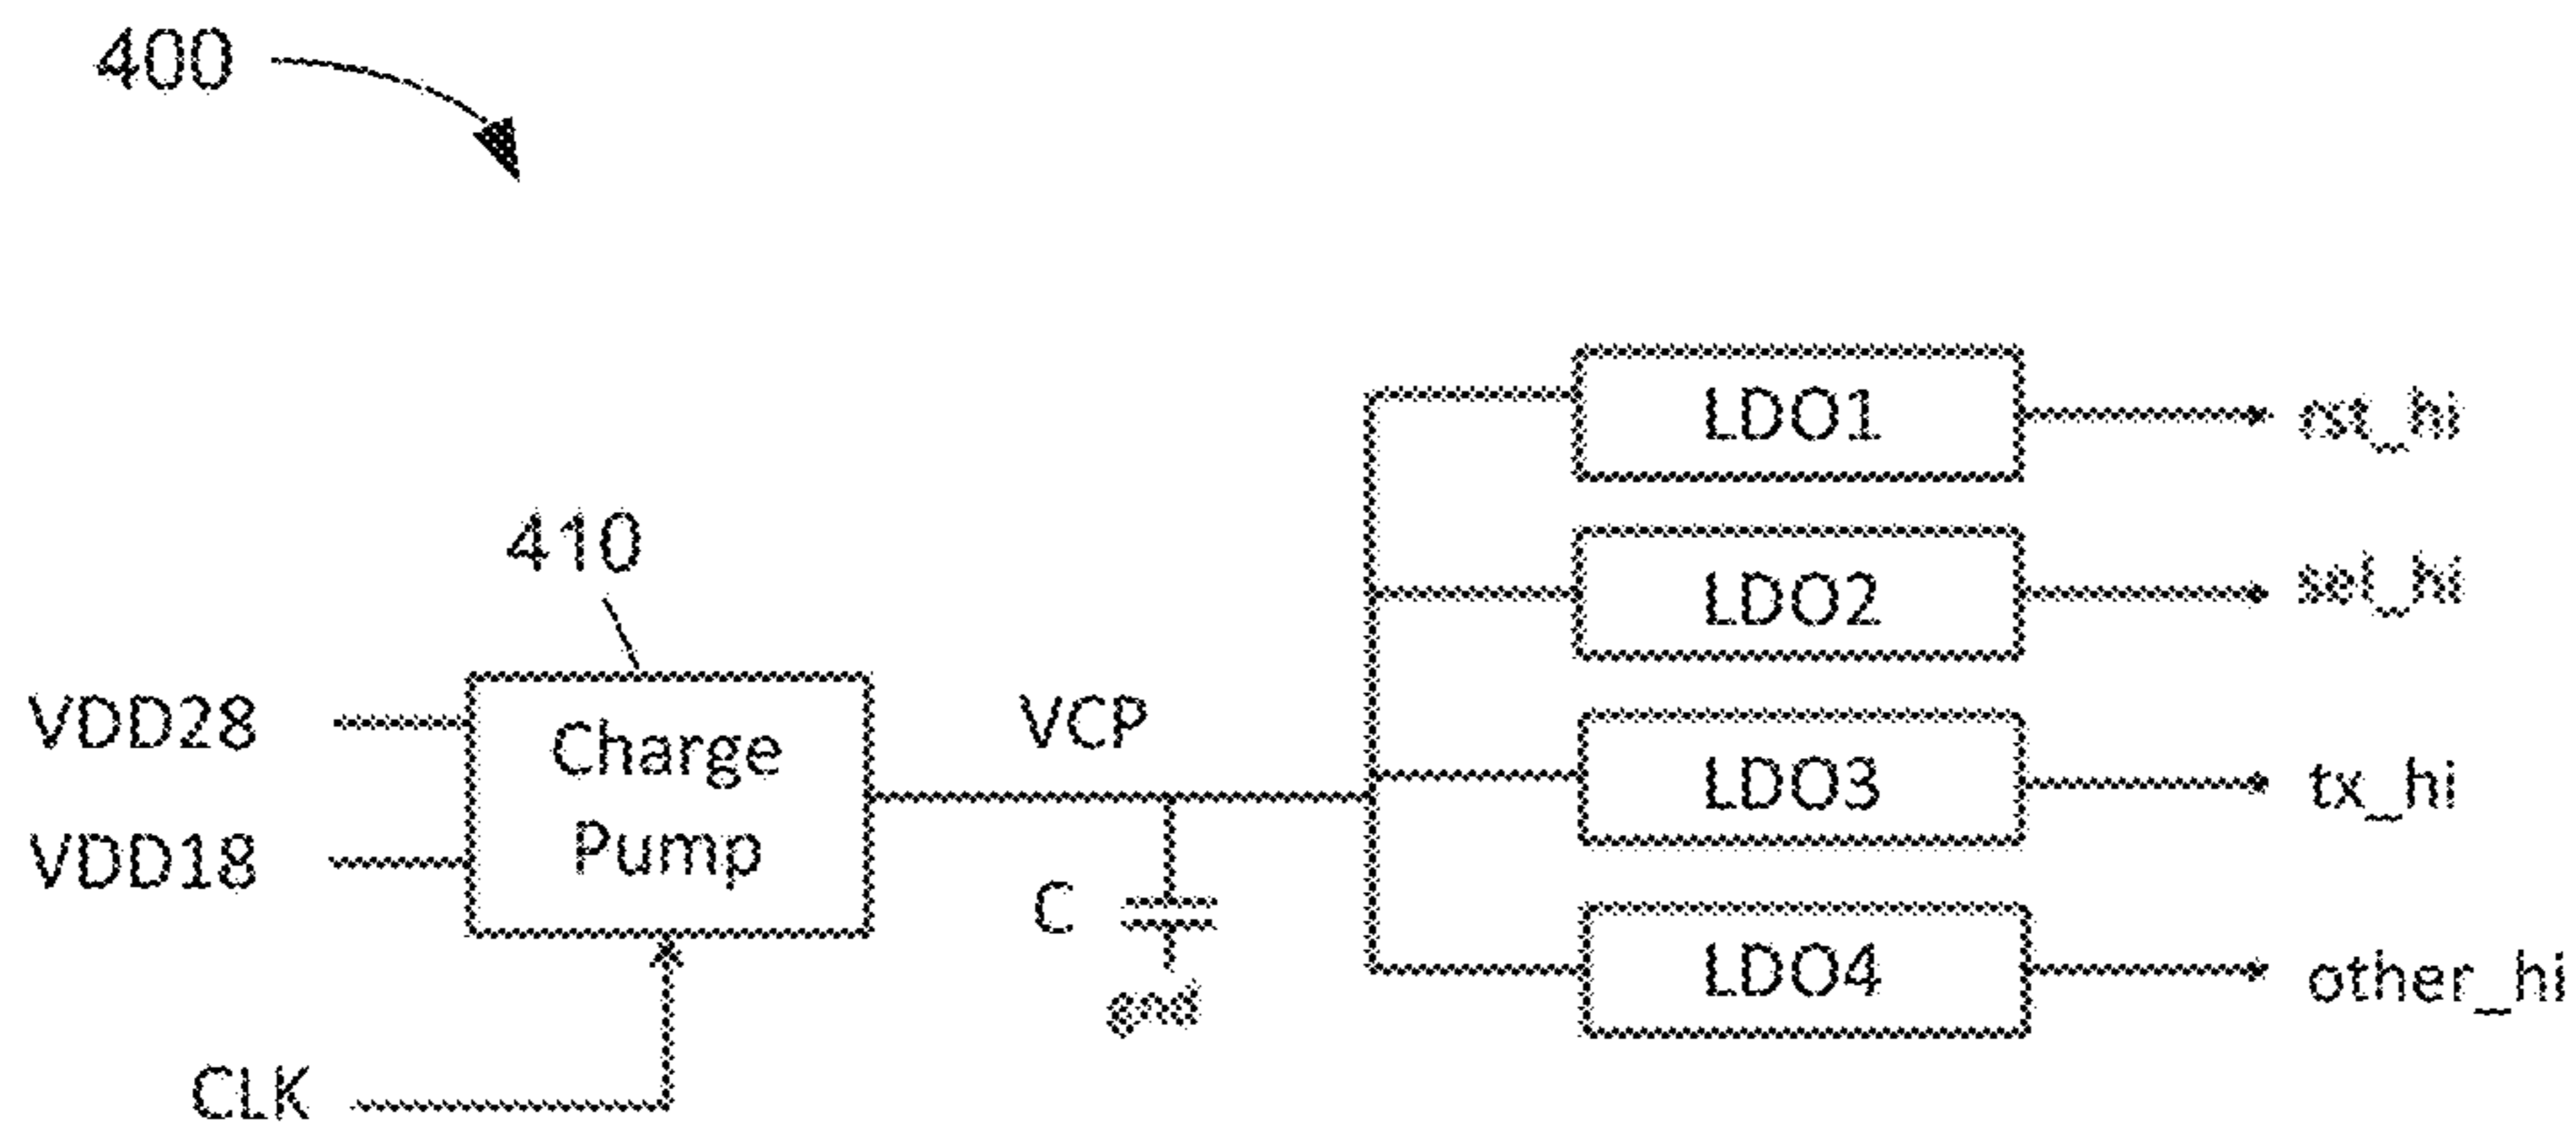 400
LDO1
rst_hi
410
LDO2
sel_hi
VDD28
Charge
Pump
VCP
LDO3
tx_hi
VDD18
C
gnd
LDO4
other_hi
CLK